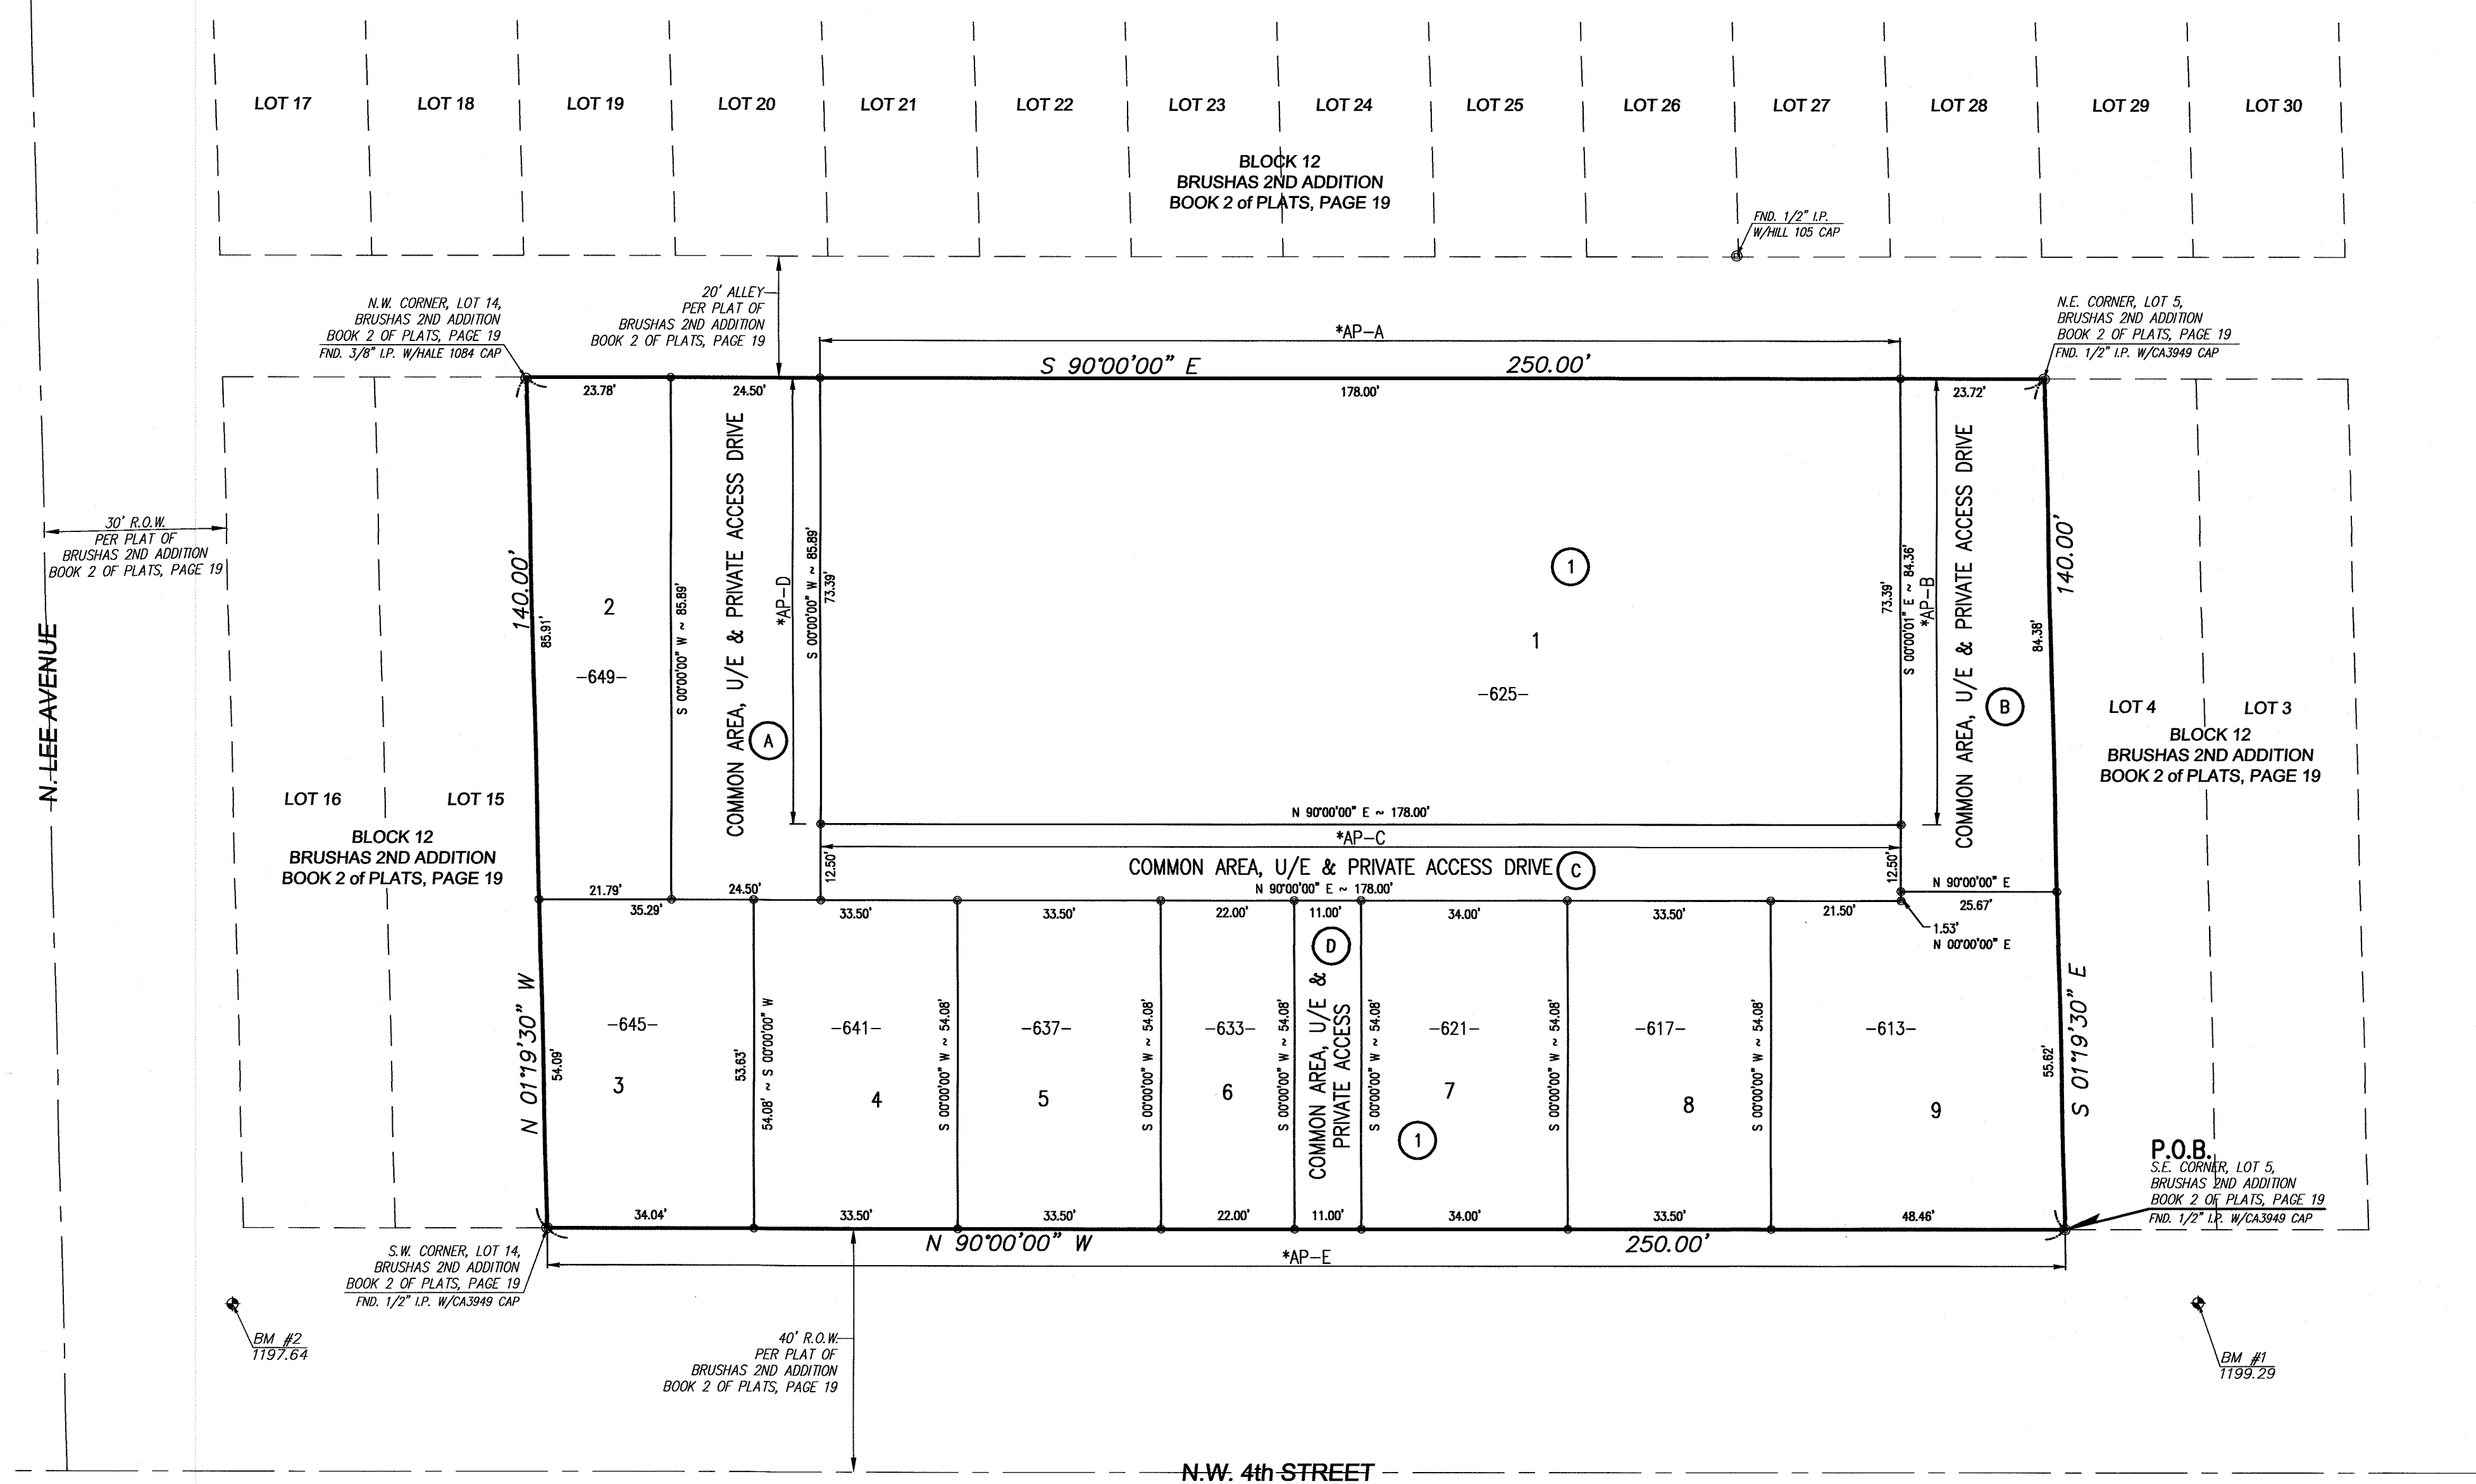 LOT 17
LOT 18
LOT 19
LOT 20
LOT 21
LOT 22
LOT 23
LOT 24
LOT 25
LOT 26
LOT 27
LOT 28
LOT 29
LOT 30
BLOCK 12
BRUSHAS 2ND ADDITION
BOOK 2 of PLATS, PAGE 19
FND. 1/2" I.P.
W/HILL 105 CAP
N.W. CORNER, LOT 14,
BRUSHAS 2ND ADDITION
BOOK 2 OF PLATS, PAGE 19
FND. 3/8" I.P. W/HALE 1084 CAP
20' ALLEY
PER PLAT OF
BRUSHAS 2ND ADDITION
BOOK 2 OF PLATS, PAGE 19
N.E. CORNER, LOT 5,
BRUSHAS 2ND ADDITION
BOOK 2 OF PLATS, PAGE 19
FND. 1/2" I.P. W/CA3949 CAP
*AP-A
S 90°00'00" E
250.00'
23.78'
24.50'
178.00'
23.72'
30' R.O.W.
PER PLAT OF
BRUSHAS 2ND ADDITION
BOOK 2 OF PLATS, PAGE 19
N. LEE AVENUE
140.00'
85.91'
2
-649-
S 00°00'00" W ~ 85.89'
COMMON AREA, U/E & PRIVATE ACCESS DRIVE
A
*AP-D
S 00°00'00" W ~ 85.89'
73.39'
1
1
-625-
73.39'
S 00°00'01" E ~ 84.36'
*AP-B
COMMON AREA, U/E & PRIVATE ACCESS DRIVE
B
84.38'
140.00'
LOT 4
LOT 3
BLOCK 12
BRUSHAS 2ND ADDITION
BOOK 2 of PLATS, PAGE 19
LOT 16
LOT 15
BLOCK 12
BRUSHAS 2ND ADDITION
BOOK 2 of PLATS, PAGE 19
N 90°00'00" E ~ 178.00'
*AP-C
COMMON AREA, U/E & PRIVATE ACCESS DRIVE
C
12.50'
12.50'
N 90°00'00" E ~ 178.00'
N 90°00'00" E
25.67'
21.79'
24.50'
35.29'
33.50'
33.50'
22.00'
11.00'
34.00'
33.50'
21.50'
1.53'
N 00°00'00" E
N 01°19'30" W
54.09'
-645-
3
53.63'
54.08' ~ S 00°00'00" W
-641-
4
S 00°00'00" W ~ 54.08'
-637-
5
S 00°00'00" W ~ 54.08'
-633-
6
S 00°00'00" W ~ 54.08'
D
COMMON AREA, U/E &
PRIVATE ACCESS
S 00°00'00" W ~ 54.08'
-621-
7
1
S 00°00'00" W ~ 54.08'
-617-
8
S 00°00'00" W ~ 54.08'
-613-
9
55.62'
S 01°19'30" E
P.O.B.
S.E. CORNER, LOT 5,
BRUSHAS 2ND ADDITION
BOOK 2 OF PLATS, PAGE 19
FND. 1/2" I.P. W/CA3949 CAP
34.04'
33.50'
33.50'
22.00'
11.00'
34.00'
33.50'
48.46'
N 90°00'00" W
250.00'
*AP-E
S.W. CORNER, LOT 14,
BRUSHAS 2ND ADDITION
BOOK 2 OF PLATS, PAGE 19
FND. 1/2" I.P. W/CA3949 CAP
BM #2
1197.64
40' R.O.W.
PER PLAT OF
BRUSHAS 2ND ADDITION
BOOK 2 OF PLATS, PAGE 19
BM #1
1199.29
N.W. 4th STREET